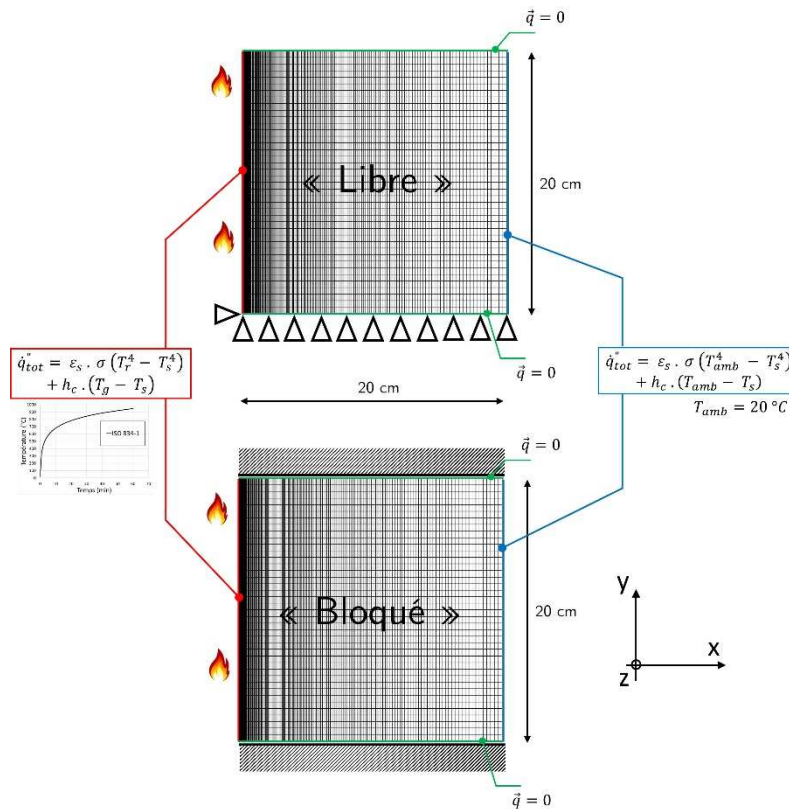 q⃗ = 0
« Libre »
20 cm
q⃗ = 0
q̇"tot = εs . σ (Tr⁴ − Ts⁴)
+ hc . (Tg − Ts)
q̇"tot = εs . σ (Tamb⁴ − Ts⁴)
+ hc . (Tamb − Ts)
Tamb = 20 °C
Température (°C)
ISO 834-1
Temps (min)
20 cm
q⃗ = 0
« Bloqué »
20 cm
y
x
z
q⃗ = 0